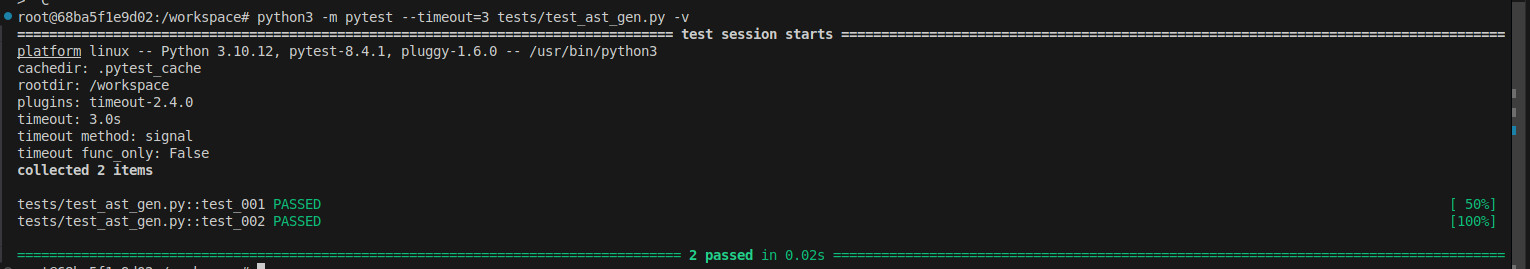 root@68ba5f1e9d02:/workspace# python3 -m pytest --timeout=3 tests/test_ast_gen.py -v
============================== test session starts ==============================
platform linux -- Python 3.10.12, pytest-8.4.1, pluggy-1.6.0 -- /usr/bin/python3
cachedir: .pytest_cache
rootdir: /workspace
plugins: timeout-2.4.0
timeout: 3.0s
timeout method: signal
timeout func_only: False
collected 2 items
tests/test_ast_gen.py::test_001 PASSED [ 50%]
tests/test_ast_gen.py::test_002 PASSED [100%]
============================== 2 passed in 0.02s ==============================